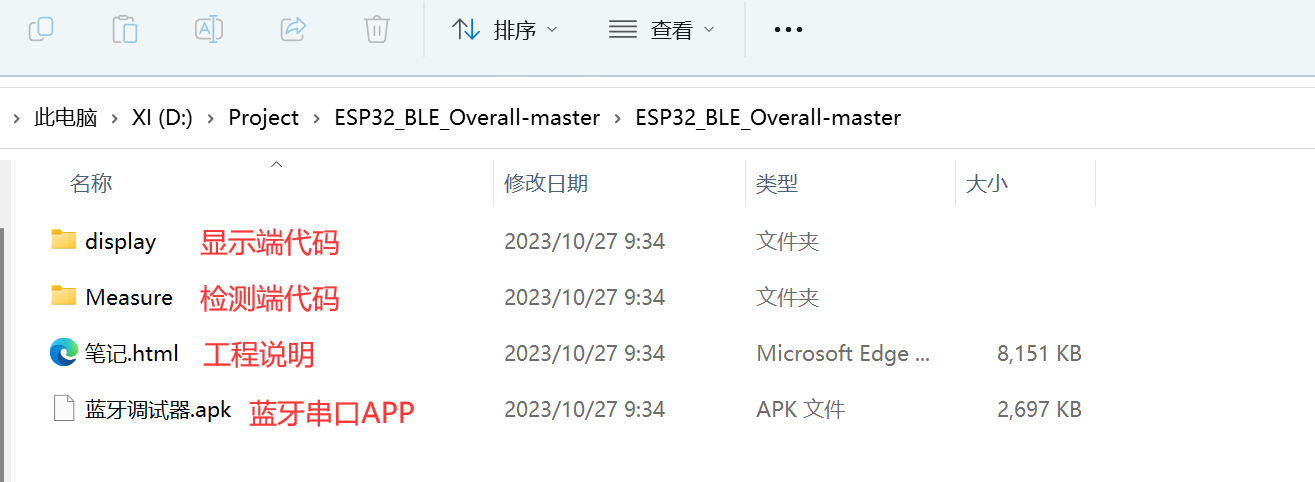 排序 查看 •••
此电脑 > XI (D:) > Project > ESP32_BLE_Overall-master > ESP32_BLE_Overall-master
名称 修改日期 类型 大小
display 显示端代码 2023/10/27 9:34 文件夹
Measure 检测端代码 2023/10/27 9:34 文件夹
笔记.html 工程说明 2023/10/27 9:34 Microsoft Edge ... 8,151 KB
蓝牙调试器.apk 蓝牙串口APP 2023/10/27 9:34 APK 文件 2,697 KB